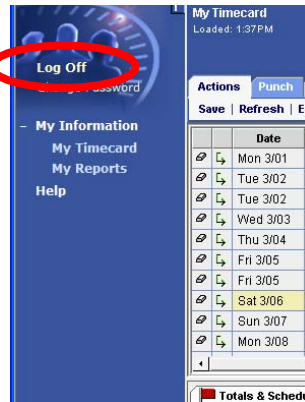 Log Off
Change Password
– My Information
My Timecard
My Reports
Help
My Timecard
Loaded: 1:37PM
Actions Punch
Save | Refresh | E
Date
Mon 3/01
Tue 3/02
Tue 3/02
Wed 3/03
Thu 3/04
Fri 3/05
Fri 3/05
Sat 3/06
Sun 3/07
Mon 3/08
Totals & Sched